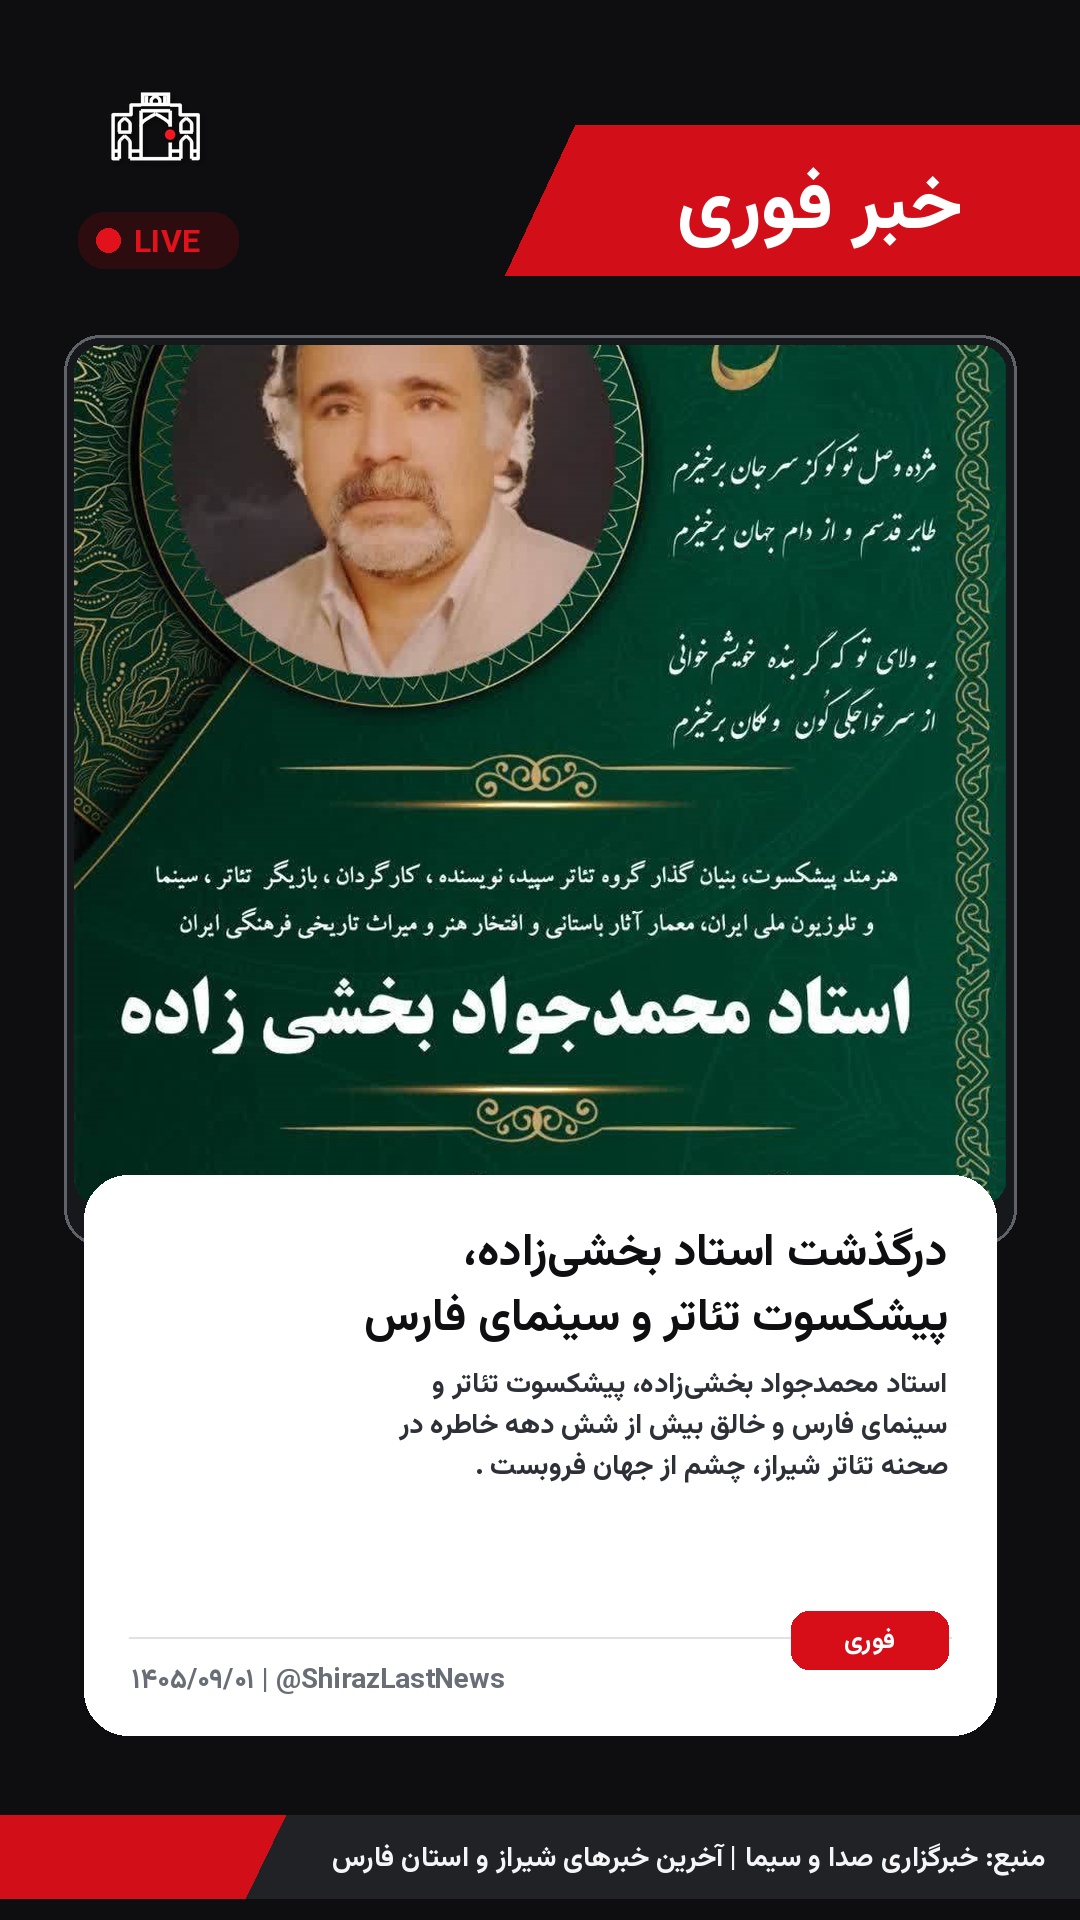 خبر فوری
LIVE
مژده وصل تو کو کز سر جان برخیزم
طایر قدسم و از دام جهان برخیزم
به ولای تو که گر بنده خویشم خوانی
از سر خواجگی کُون و مکان برخیزم
هنرمند پیشکسوت، بنیان گذار گروه تئاتر سپید، نویسنده ، کارگردان ، بازیگر تئاتر ، سینما
و تلوزیون ملی ایران، معمار آثار باستانی و افتخار هنر و میراث تاریخی فرهنگی ایران
استاد محمدجواد بخشی زاده
درگذشت استاد بخشی‌زاده،
پیشکسوت تئاتر و سینمای فارس
استاد محمدجواد بخشی‌زاده، پیشکسوت تئاتر و
سینمای فارس و خالق بیش از شش دهه خاطره در
صحنه تئاتر شیراز، چشم از جهان فروبست .
فوری
۱۴۰۵/۰۹/۰۱ | @ShirazLastNews
منبع: خبرگزاری صدا و سیما | آخرین خبرهای شیراز و استان فارس